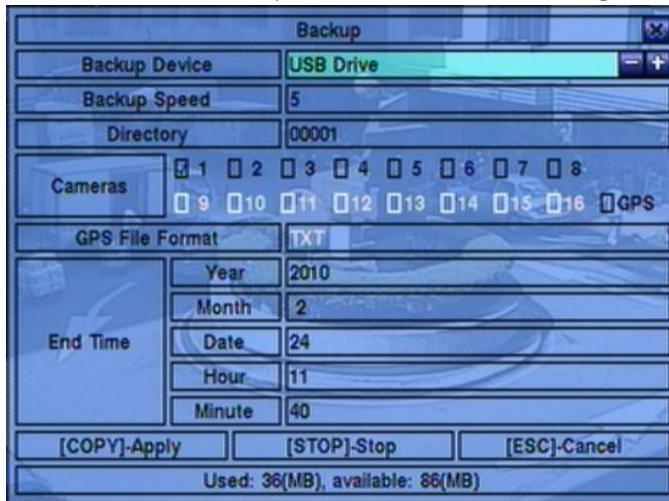 Backup
Backup Device USB Drive
Backup Speed 5
Directory 00001
Cameras 1 2 3 4 5 6 7 8
9 10 11 12 13 14 15 16 GPS
GPS File Format TXT
End Time
Year 2010
Month 2
Date 24
Hour 11
Minute 40
[COPY]-Apply [STOP]-Stop [ESC]-Cancel
Used: 36(MB), available: 86(MB)